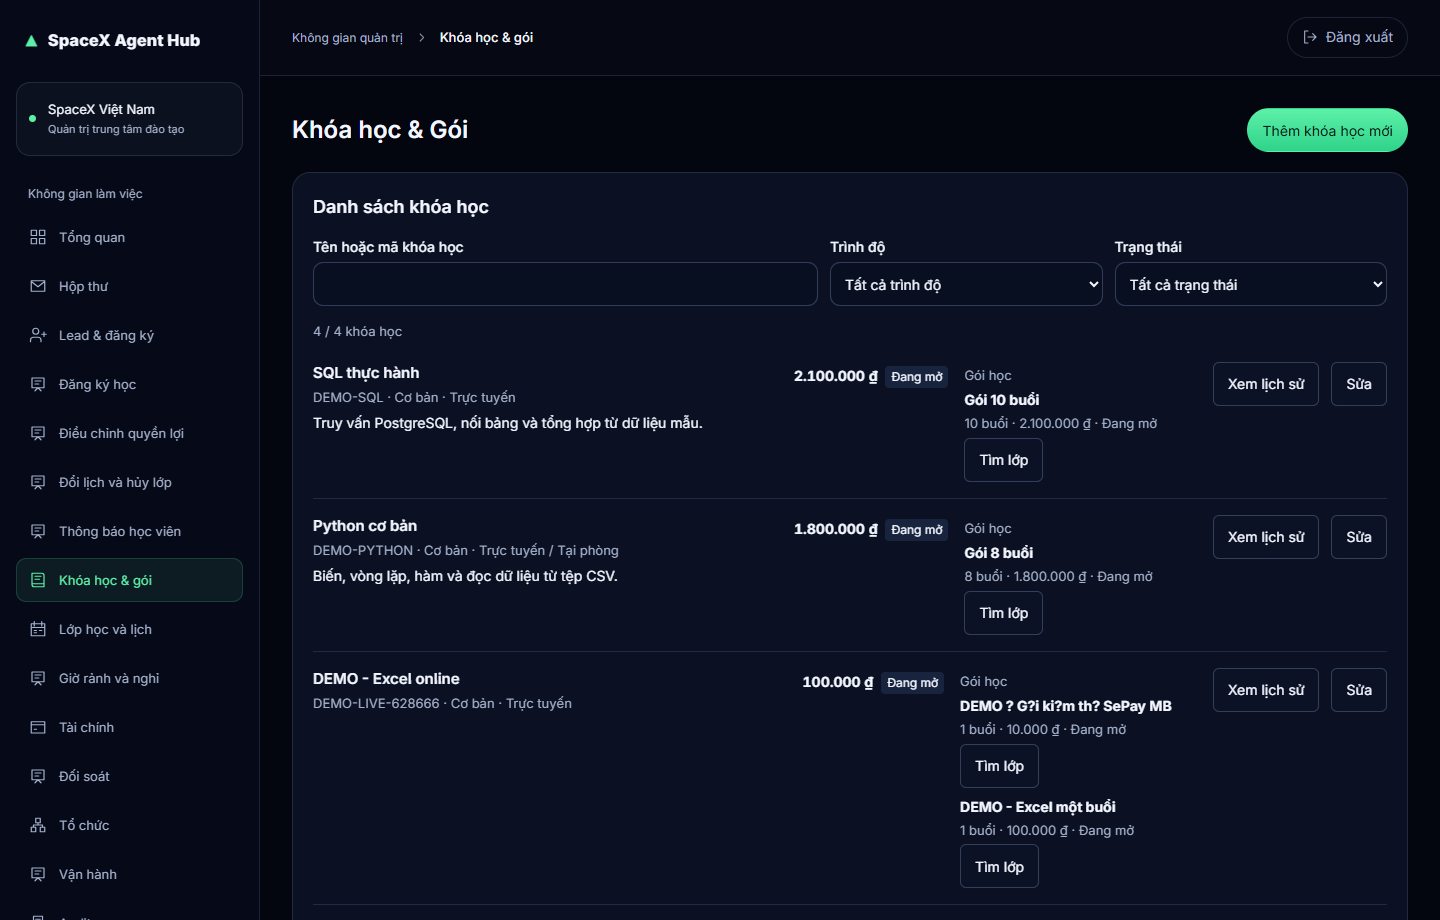 SpaceX Agent Hub
SpaceX Việt Nam
Quản trị trung tâm đào tạo
Không gian làm việc
Tổng quan
Hộp thư
Lead & đăng ký
Đăng ký học
Điều chỉnh quyền lợi
Đổi lịch và hủy lớp
Thông báo học viên
Khóa học & gói
Lớp học và lịch
Giờ rảnh và nghỉ
Tài chính
Đối soát
Tổ chức
Vận hành
Không gian quản trị > Khóa học & gói
Đăng xuất
Khóa học & Gói
Thêm khóa học mới
Danh sách khóa học
Tên hoặc mã khóa học
Trình độ
Tất cả trình độ
Trạng thái
Tất cả trạng thái
4 / 4 khóa học
SQL thực hành
DEMO-SQL · Cơ bản · Trực tuyến
Truy vấn PostgreSQL, nối bảng và tổng hợp từ dữ liệu mẫu.
2.100.000 ₫ Đang mở
Gói học
Gói 10 buổi
10 buổi · 2.100.000 ₫ · Đang mở
Tìm lớp
Xem lịch sử
Sửa
Python cơ bản
DEMO-PYTHON · Cơ bản · Trực tuyến / Tại phòng
Biến, vòng lặp, hàm và đọc dữ liệu từ tệp CSV.
1.800.000 ₫ Đang mở
Gói học
Gói 8 buổi
8 buổi · 1.800.000 ₫ · Đang mở
Tìm lớp
Xem lịch sử
Sửa
DEMO - Excel online
DEMO-LIVE-628666 · Cơ bản · Trực tuyến
100.000 ₫ Đang mở
Gói học
DEMO ? G?i ki?m th? SePay MB
1 buổi · 10.000 ₫ · Đang mở
Tìm lớp
DEMO - Excel một buổi
1 buổi · 100.000 ₫ · Đang mở
Tìm lớp
Xem lịch sử
Sửa